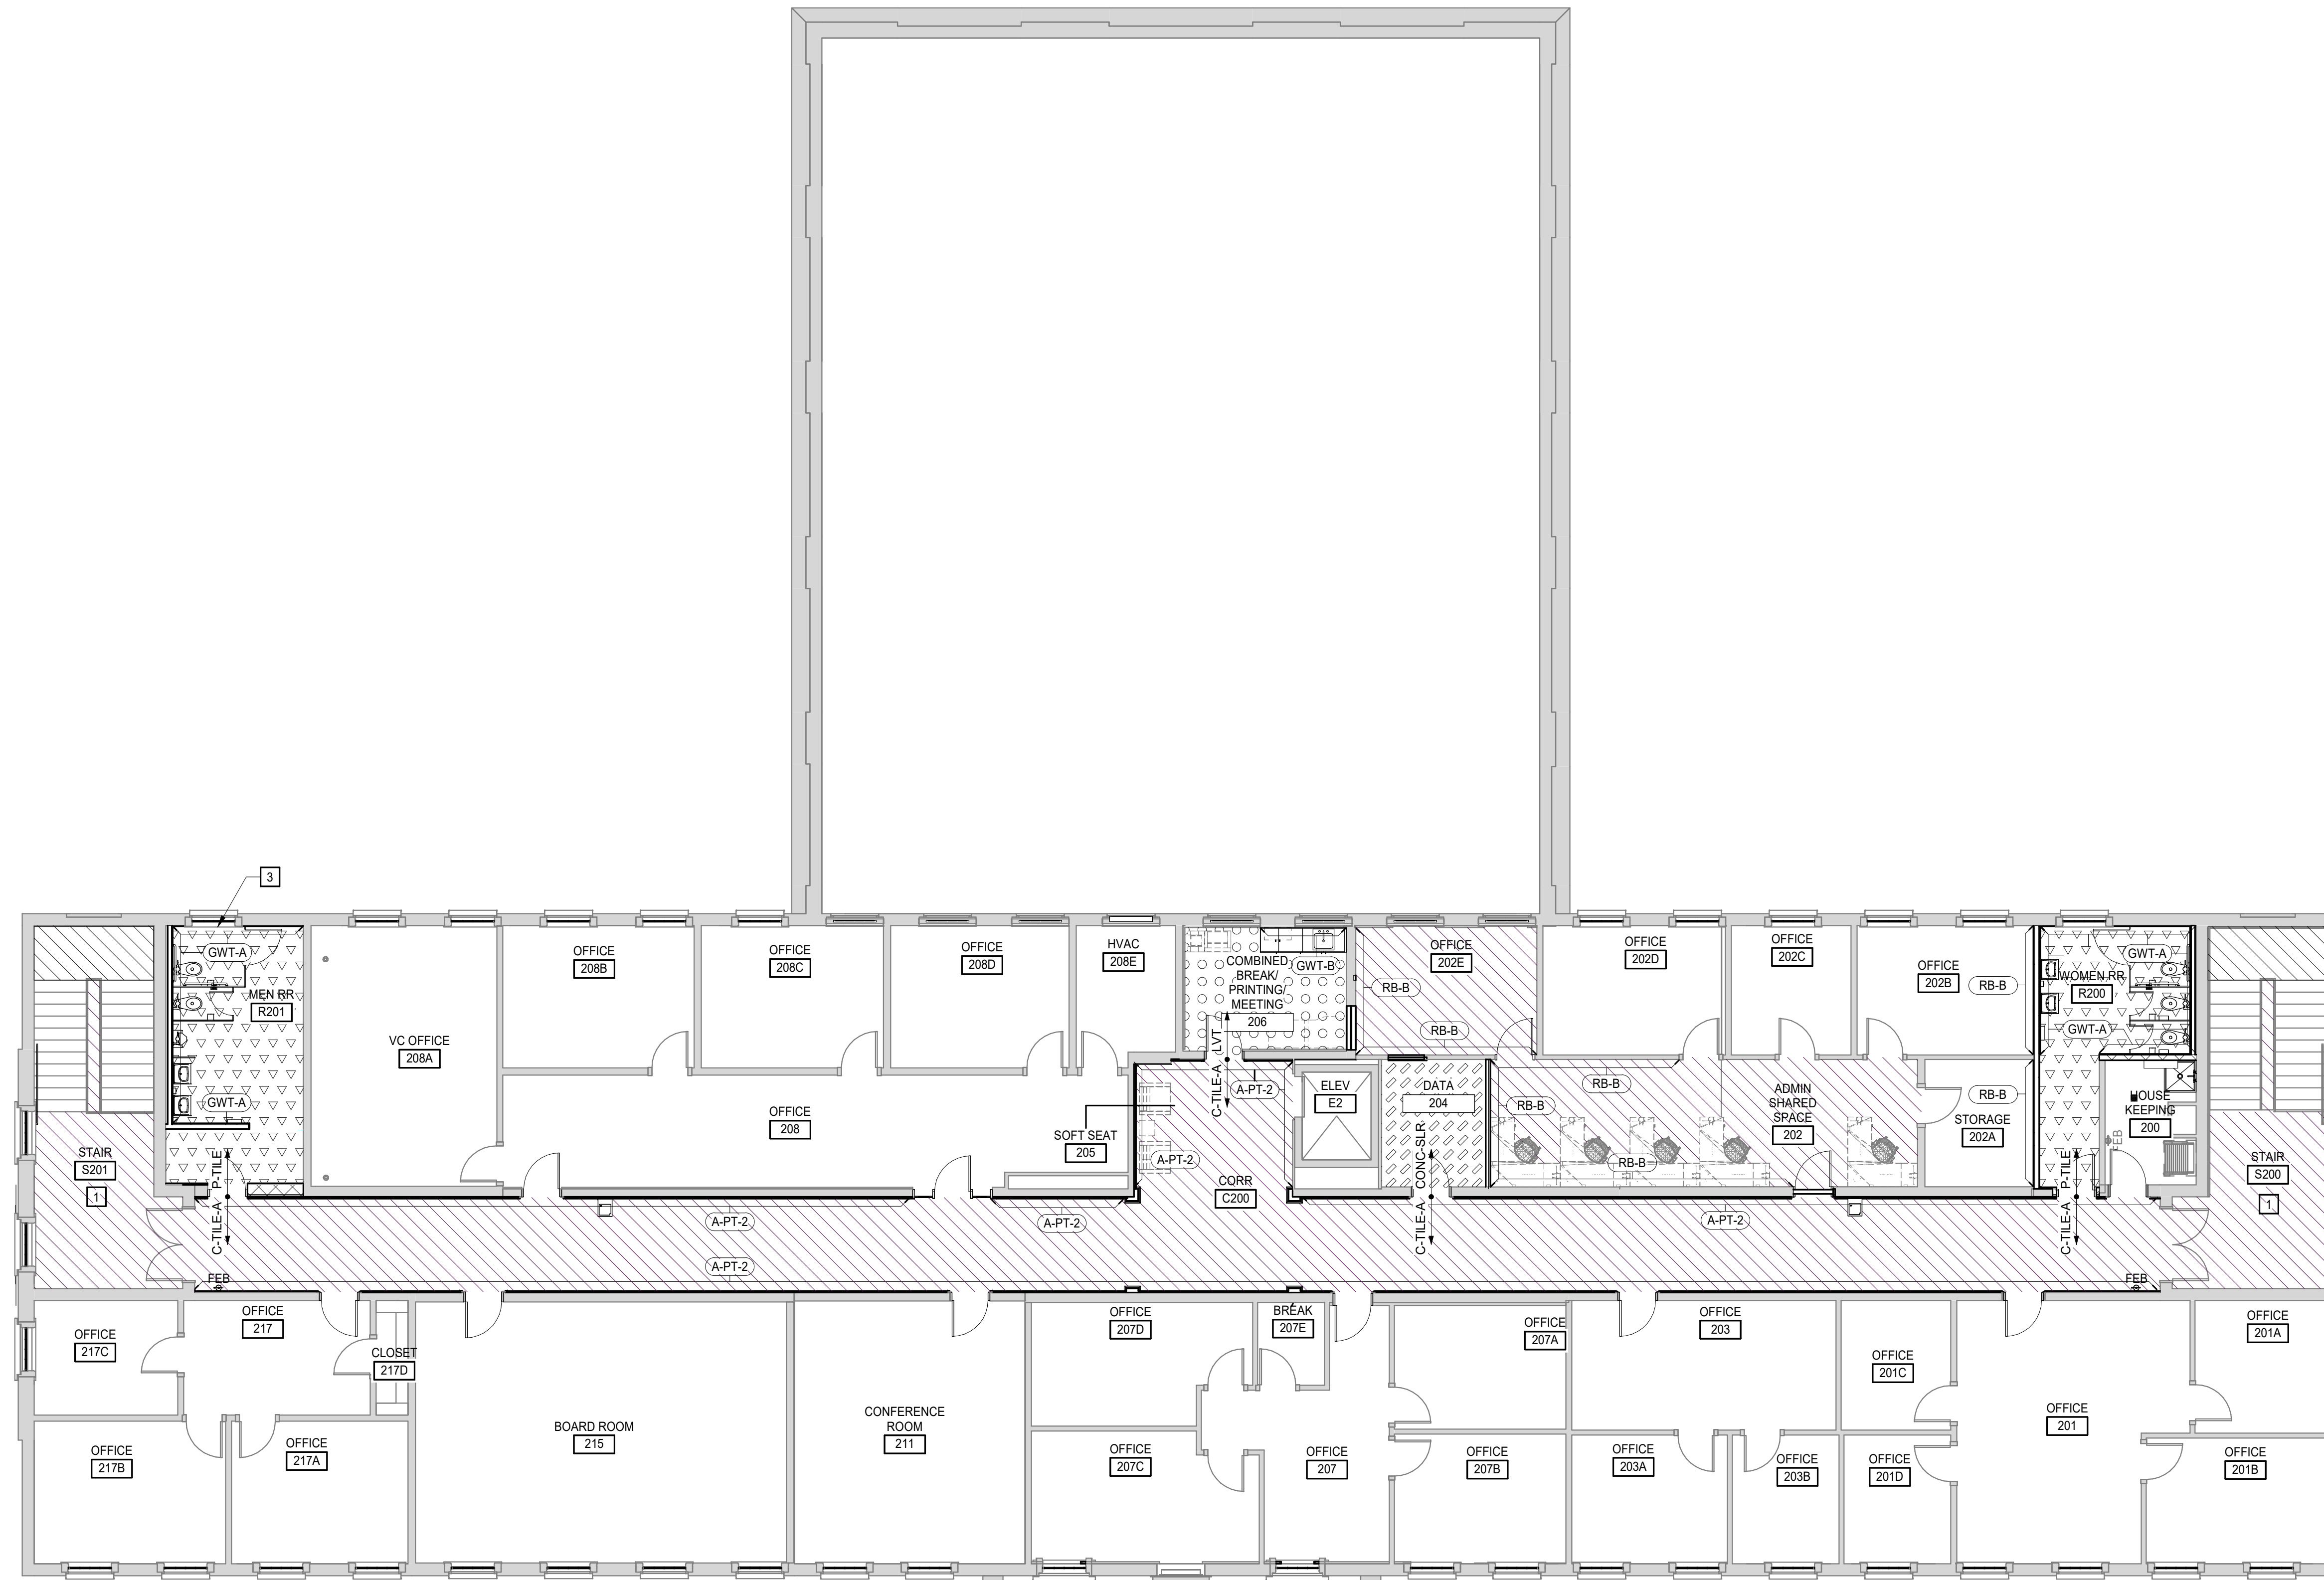 3
GWT-A
MEN RR
R201
GWT-A
C-TILE-A P-TILE
STAIR
S201
1
FEB
VC OFFICE
208A
OFFICE
208B
OFFICE
208C
OFFICE
208D
HVAC
208E
OFFICE
208
SOFT SEAT
205
COMBINED
BREAK/
PRINTING/
MEETING
206
GWT-B
C-TILE-A LVT
A-PT-2
A-PT-2
CORR
C200
ELEV
E2
DATA
204
C-TILE-A CONC-SLR
OFFICE
202E
RB-B
RB-B
OFFICE
202D
OFFICE
202C
OFFICE
202B
RB-B
RB-B
RB-B
RB-B
ADMIN
SHARED
SPACE
202
STORAGE
202A
RB-B
WOMEN RR
R200
GWT-A
GWT-A
HOUSE
KEEPING
200
FEB
C-TILE-A P-TILE
STAIR
S200
1
A-PT-2
A-PT-2
A-PT-2
A-PT-2
FEB
OFFICE
217C
OFFICE
217
CLOSET
217D
OFFICE
217B
OFFICE
217A
BOARD ROOM
215
CONFERENCE
ROOM
211
OFFICE
207D
BREAK
207E
OFFICE
207A
OFFICE
207C
OFFICE
207
OFFICE
207B
OFFICE
203
OFFICE
203A
OFFICE
203B
OFFICE
201C
OFFICE
201D
OFFICE
201
OFFICE
201A
OFFICE
201B